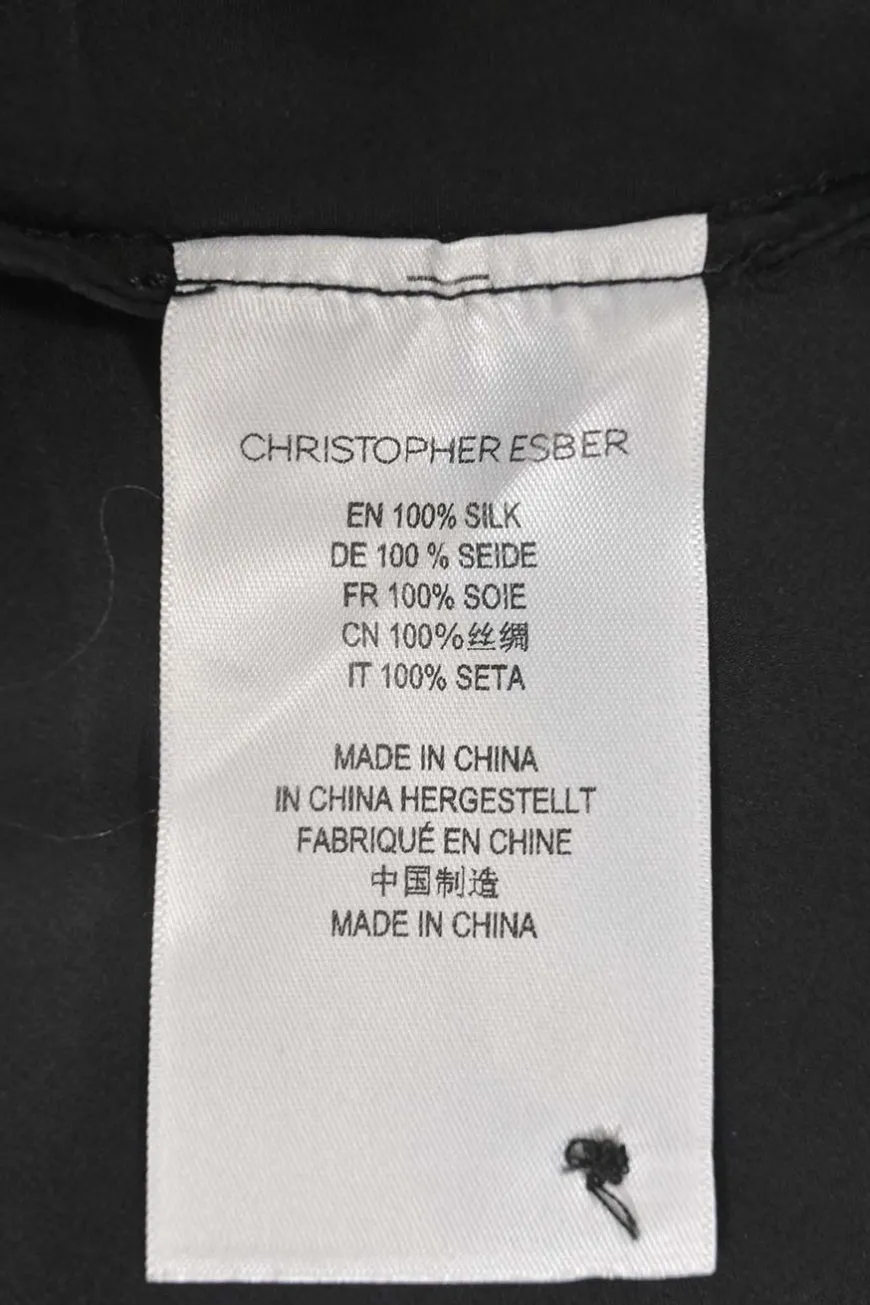 CHRISTOPHER ESBER
EN 100% SILK
DE 100 % SEIDE
FR 100% SOIE
CN 100%丝绸
IT 100% SETA
MADE IN CHINA
IN CHINA HERGESTELLT
FABRIQUÉ EN CHINE
中国制造
MADE IN CHINA